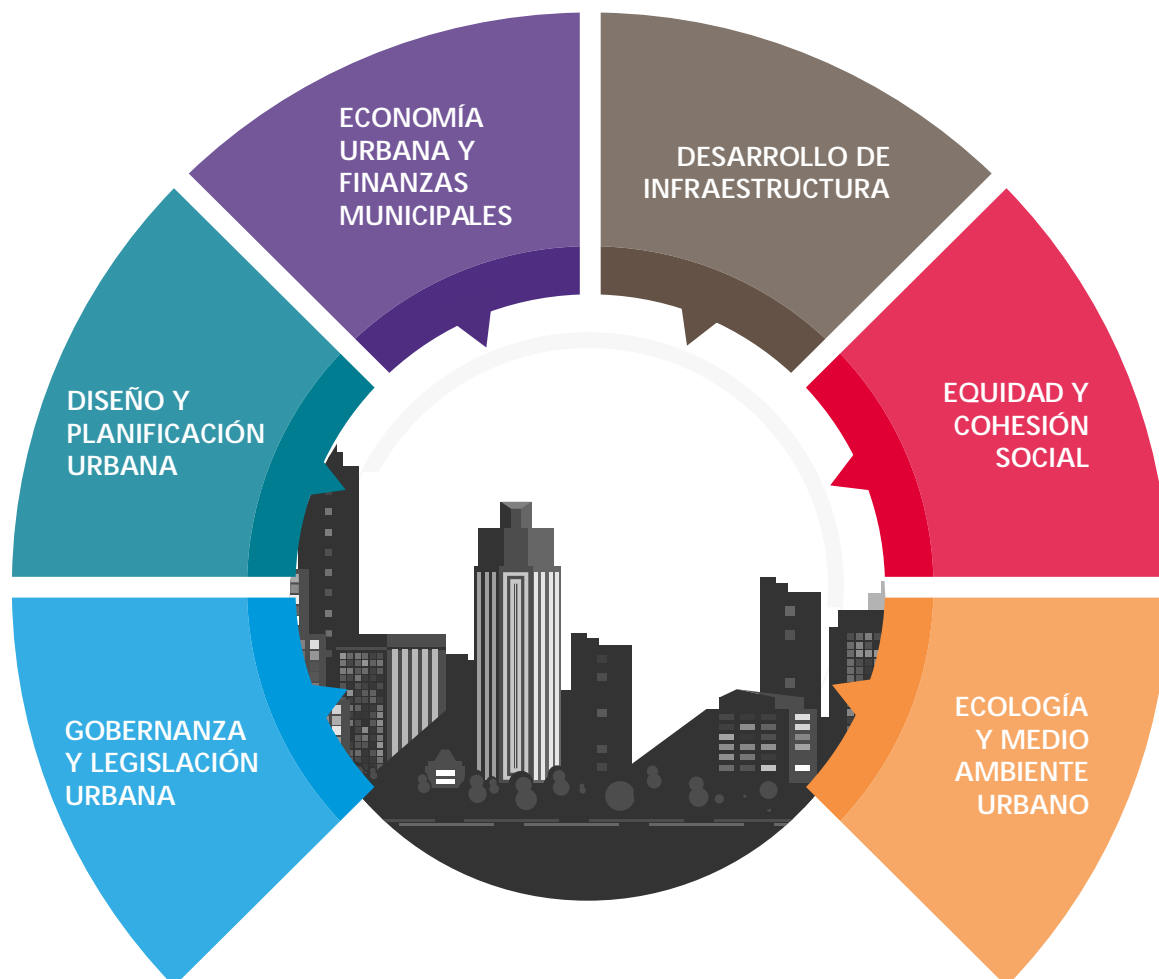 ECONOMÍA
URBANA Y
FINANZAS
MUNICIPALES
DESARROLLO DE
INFRAESTRUCTURA
DISEÑO Y
PLANIFICACIÓN
URBANA
EQUIDAD Y
COHESIÓN
SOCIAL
GOBERNANZA
Y LEGISLACIÓN
URBANA
ECOLOGÍA
Y MEDIO
AMBIENTE
URBANO